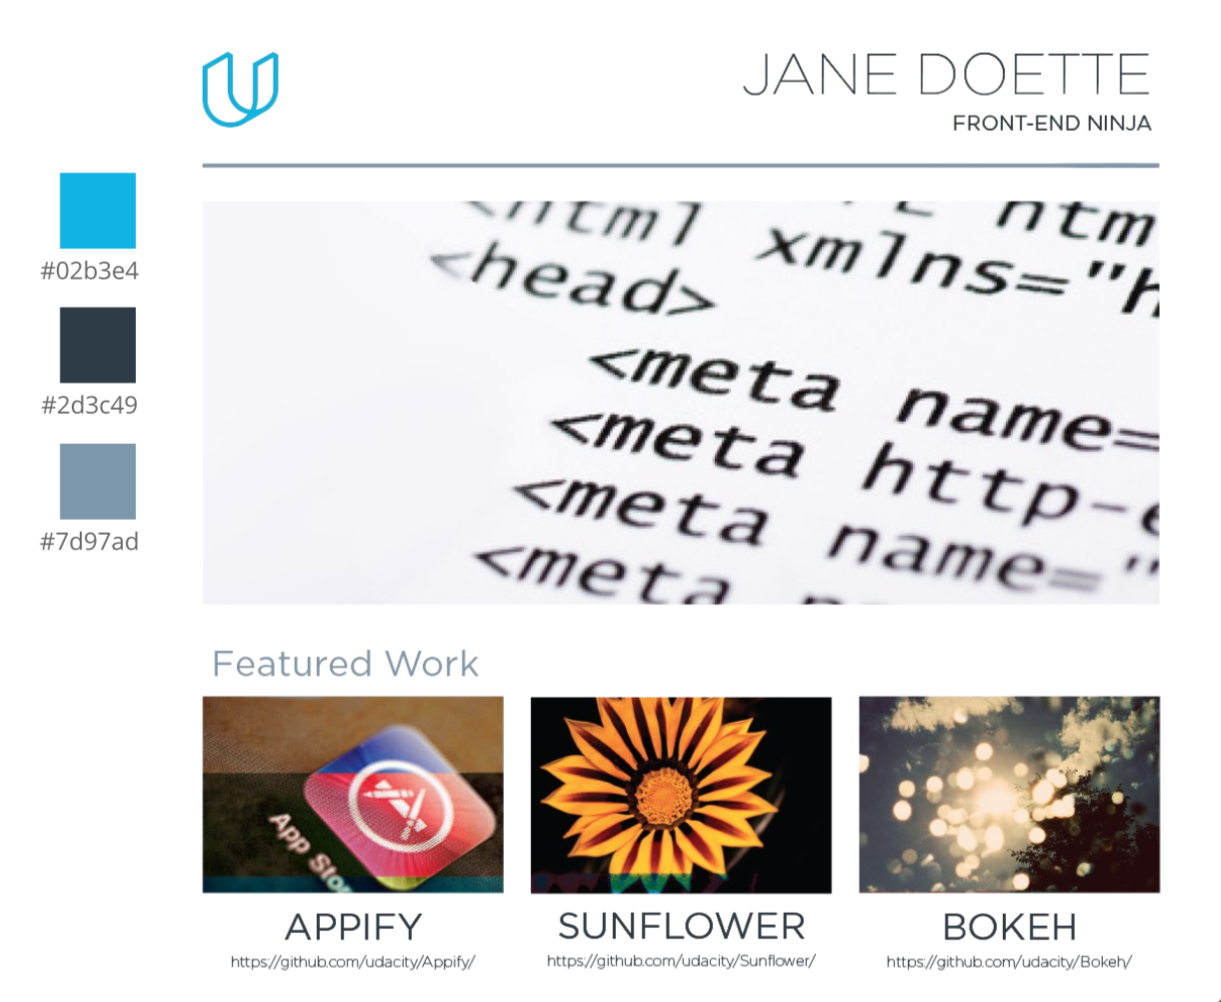 JANE DOETTE
FRONT-END NINJA
#02b3e4
#2d3c49
#7d97ad
<html
html
xmlns="h
<head>
<meta name=
<meta http-e
<meta name="
<meta
Featured Work
App Stor
APPIFY
SUNFLOWER
BOKEH
https://github.com/udacity/Appify/
https://github.com/udacity/Sunflower/
https://github.com/udacity/Bokeh/